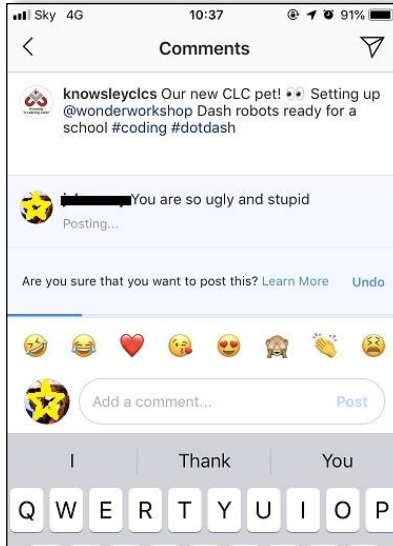 Sky 4G 10:37 91%
Comments
knowsleyclcs Our new CLC pet! 👀 Setting up
@wonderworkshop Dash robots ready for a
school #coding #dotdash
You are so ugly and stupid
Posting...
Are you sure that you want to post this? Learn More Undo
Add a comment... Post
I Thank You
Q W E R T Y U I O P